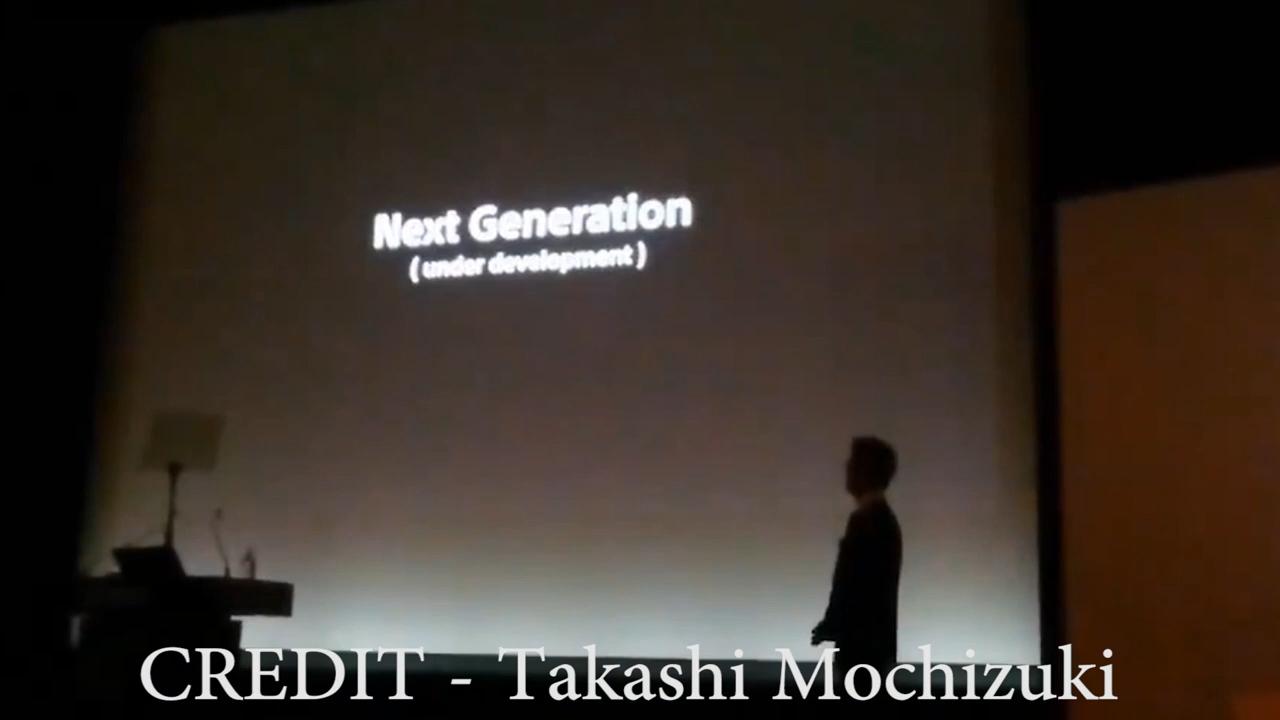 Next Generation
( under development )
CREDIT - Takashi Mochizuki